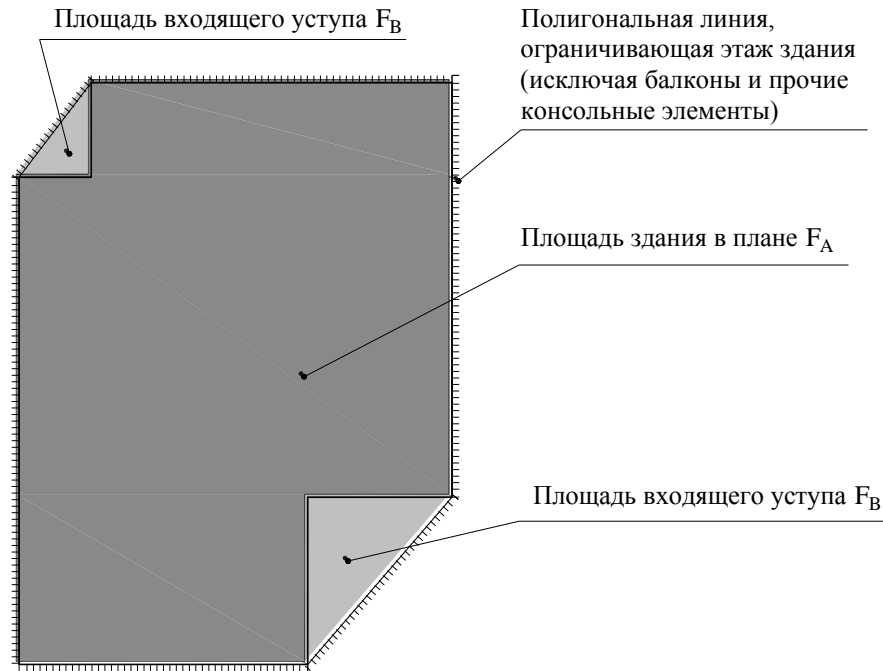 Площадь входящего уступа F_B
Полигональная линия,
ограничивающая этаж здания
(исключая балконы и прочие
консольные элементы)
Площадь здания в плане F_A
Площадь входящего уступа F_B